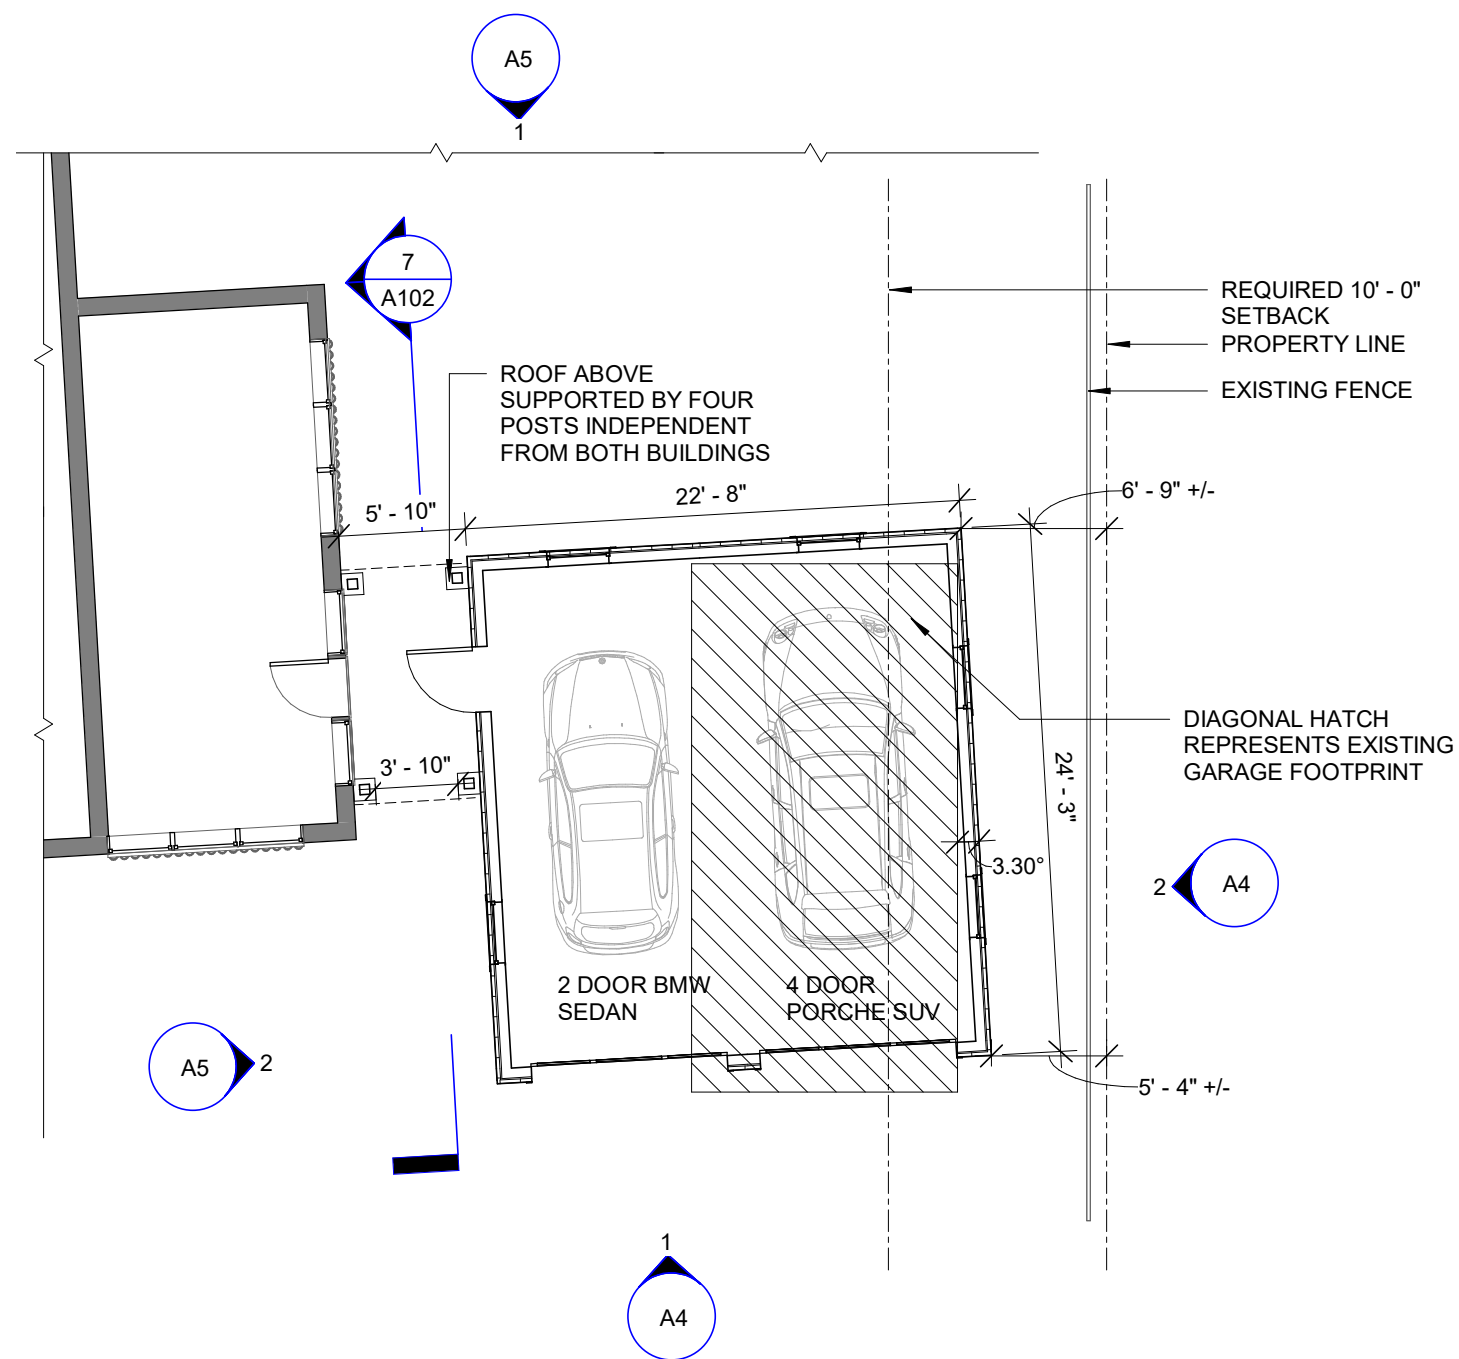 A5
1
7
A102
REQUIRED 10' - 0"
SETBACK
PROPERTY LINE
EXISTING FENCE
ROOF ABOVE
SUPPORTED BY FOUR
POSTS INDEPENDENT
FROM BOTH BUILDINGS
5' - 10"
22' - 8"
6' - 9" +/-
DIAGONAL HATCH
REPRESENTS EXISTING
GARAGE FOOTPRINT
3' - 10"
24' - 3"
3.30°
2
A4
2 DOOR BMW
SEDAN
4 DOOR
PORCHE SUV
A5
2
5' - 4" +/-
1
A4